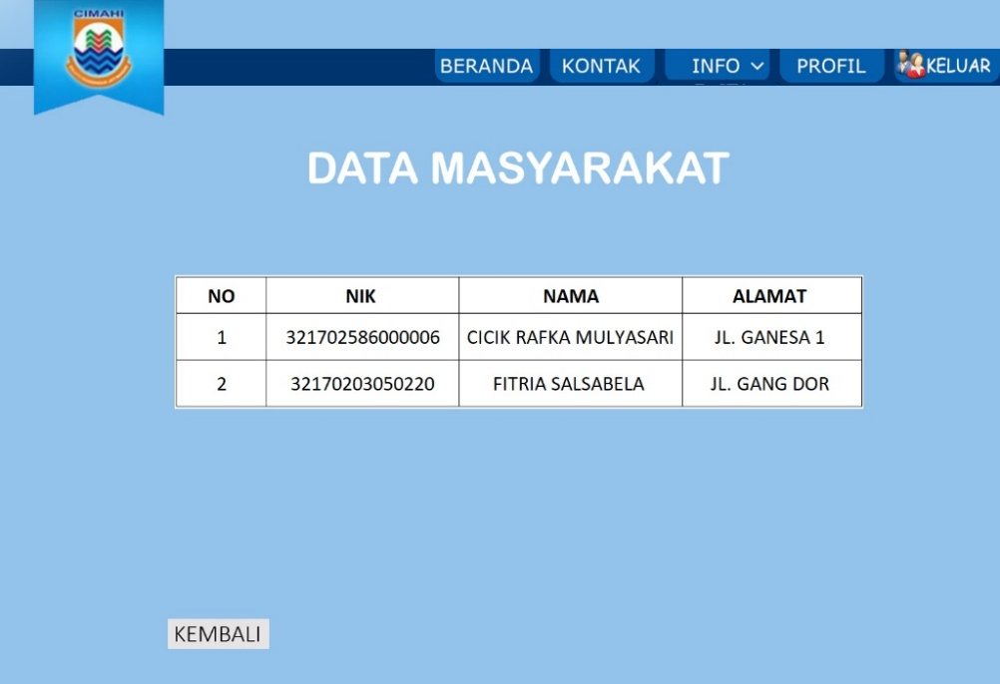 CIMAHI
BERANDA KONTAK INFO PROFIL KELUAR
DATA MASYARAKAT
NO NIK NAMA ALAMAT
1 321702586000006 CICIK RAFKA MULYASARI JL. GANESA 1
2 32170203050220 FITRIA SALSABELA JL. GANG DOR
KEMBALI